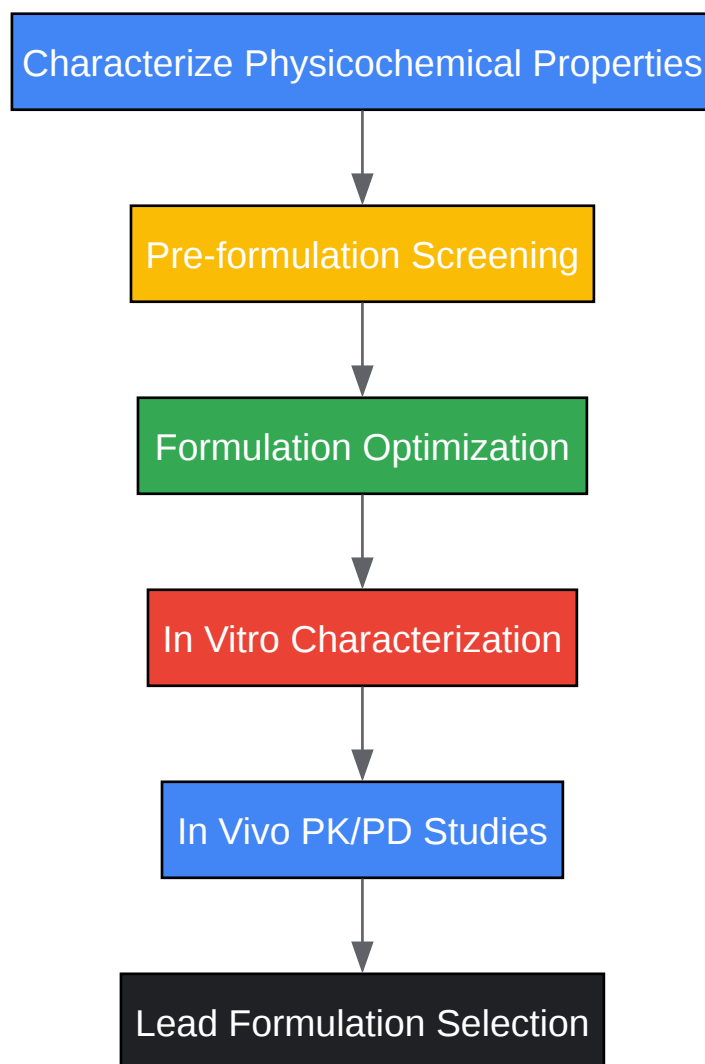 Characterize Physicochemical Properties
Pre-formulation Screening
Formulation Optimization
In Vitro Characterization
In Vivo PK/PD Studies
Lead Formulation Selection